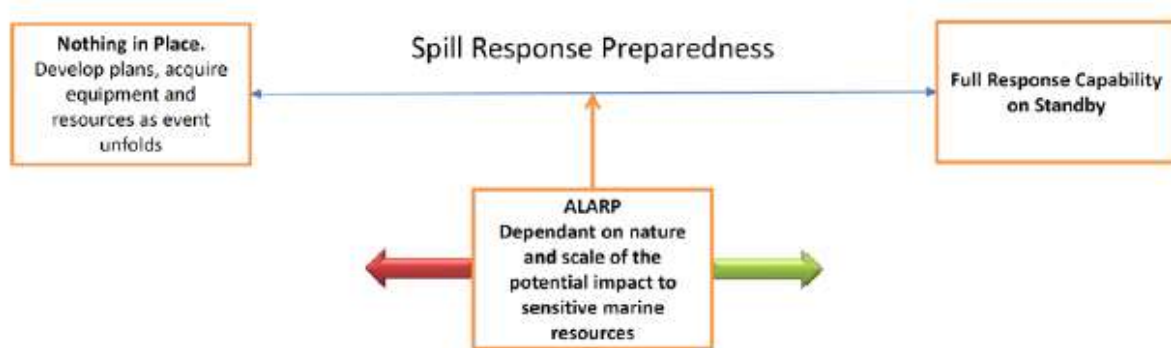 Spill Response Preparedness
Nothing in Place.
Develop plans, acquire
equipment and
resources as event
unfolds
Full Response Capability
on Standby
ALARP
Dependant on nature
and scale of the
potential impact to
sensitive marine
resources